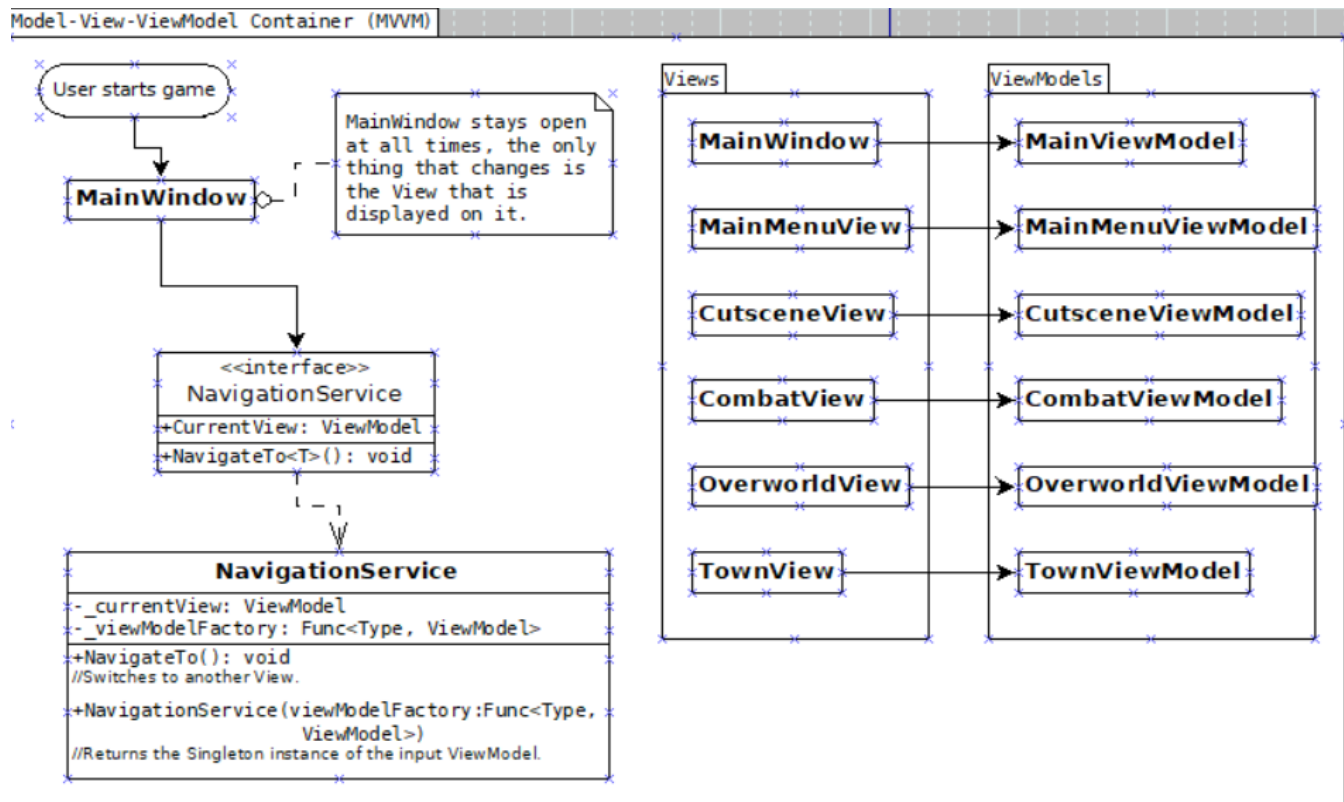 Model-View-ViewModel Container (MVVM)
User starts game
MainWindow
MainWindow stays open
at all times, the only
thing that changes is
the View that is
displayed on it.
<<interface>>
NavigationService
+CurrentView: ViewModel
+NavigateTo<T>(): void
NavigationService
-_currentView: ViewModel
-_viewModelFactory: Func<Type, ViewModel>
+NavigateTo(): void
//Switches to another View.
+NavigationService(viewModelFactory:Func<Type,
ViewModel>)
//Returns the Singleton instance of the input ViewModel.
Views
MainWindow
MainMenuView
CutsceneView
CombatView
OverworldView
TownView
ViewModels
MainViewModel
MainMenuViewModel
CutsceneViewModel
CombatViewModel
OverworldViewModel
TownViewModel